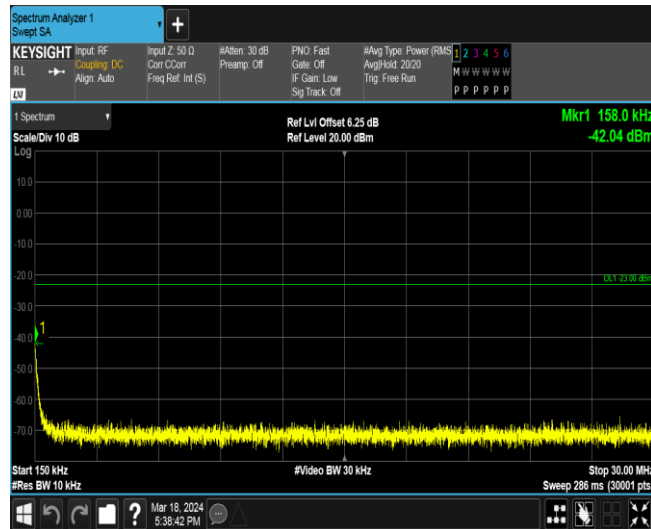 Spectrum Analyzer 1
Swept SA
+
KEYSIGHT
RL
LXI
Input: RF
Coupling: DC
Align: Auto
Input Z: 50 Ω
Corr CCorr
Freq Ref: Int (S)
#Atten: 30 dB
Preamp: Off
PNO: Fast
Gate: Off
IF Gain: Low
Sig Track: Off
#Avg Type: Power (RMS
Avg|Hold: 20/20
Trig: Free Run
1 2 3 4 5 6
M W W W W W
P P P P P P
1 Spectrum
Scale/Div 10 dB
Log
Ref Lvl Offset 6.25 dB
Ref Level 20.00 dBm
Mkr1 158.0 kHz
-42.04 dBm
10.0
0.00
-10.0
-20.0
DL1 -23.00 dBm
-30.0
1
-40.0
-50.0
-60.0
-70.0
Start 150 kHz
#Res BW 10 kHz
#Video BW 30 kHz
Stop 30.00 MHz
Sweep 286 ms (30001 pts
?
Mar 18, 2024
5:38:42 PM